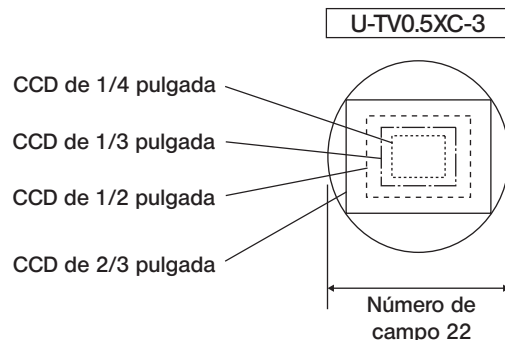 U-TV0.5XC-3
CCD de 1/4 pulgada
CCD de 1/3 pulgada
CCD de 1/2 pulgada
CCD de 2/3 pulgada
Número de
campo 22